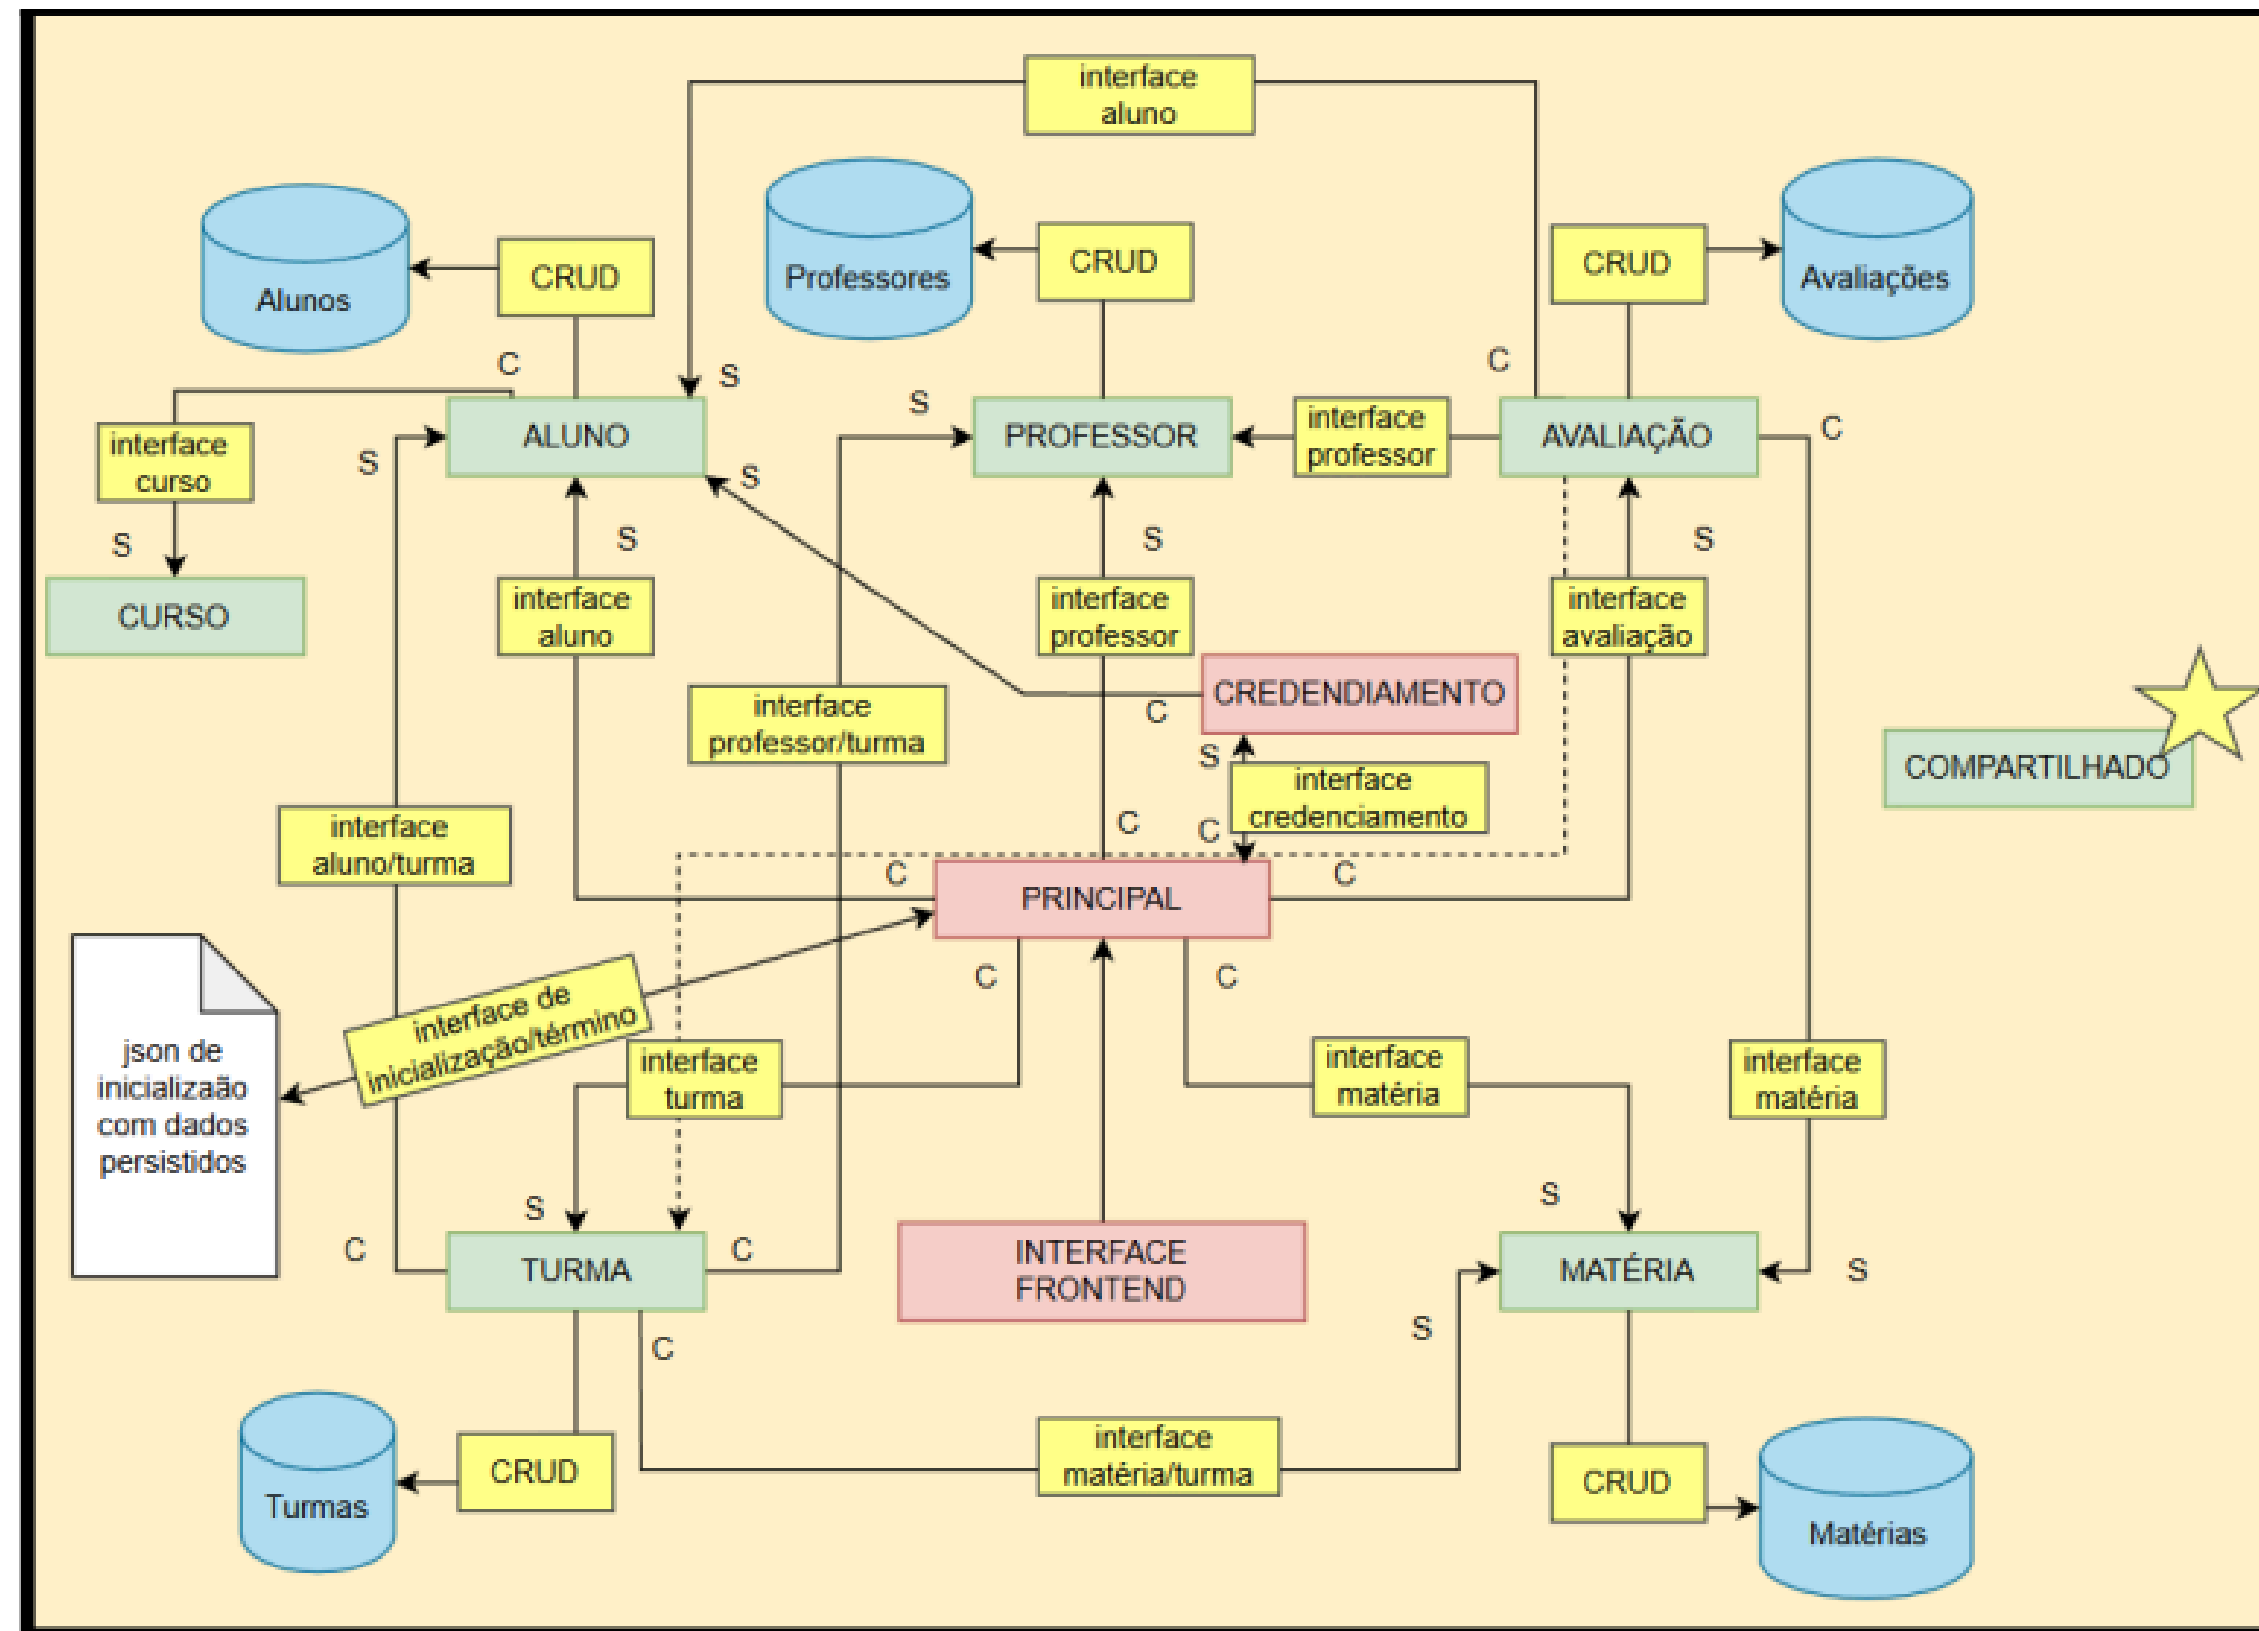 interface
aluno
CRUD
Alunos
CRUD
Professores
CRUD
Avaliações
C
S
S
C
interface
curso
S
ALUNO
PROFESSOR
interface
professor
AVALIAÇÃO
C
S
S
S
S
S
CURSO
interface
aluno
interface
professor
interface
avaliação
interface
professor/turma
CREDENDIAMENTO
C
S
COMPARTILHADO
interface
credenciamento
interface
aluno/turma
C
C
C
C
PRINCIPAL
C
C
interface de
inicialização/término
json de
inicializaão
com dados
persistidos
interface
turma
interface
matéria
interface
matéria
S
S
C
TURMA
C
INTERFACE
FRONTEND
MATÉRIA
S
C
S
interface
matéria/turma
CRUD
Turmas
CRUD
Matérias